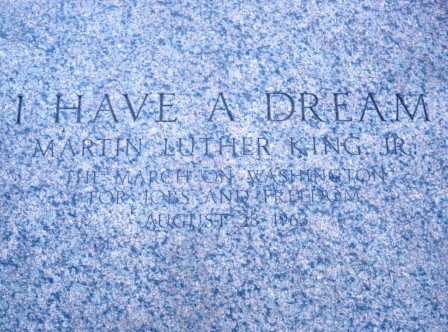 I HAVE A DREAM
MARTIN LUTHER KING, JR.
THE MARCH ON WASHINGTON
FOR JOBS AND FREEDOM
AUGUST 28, 1963